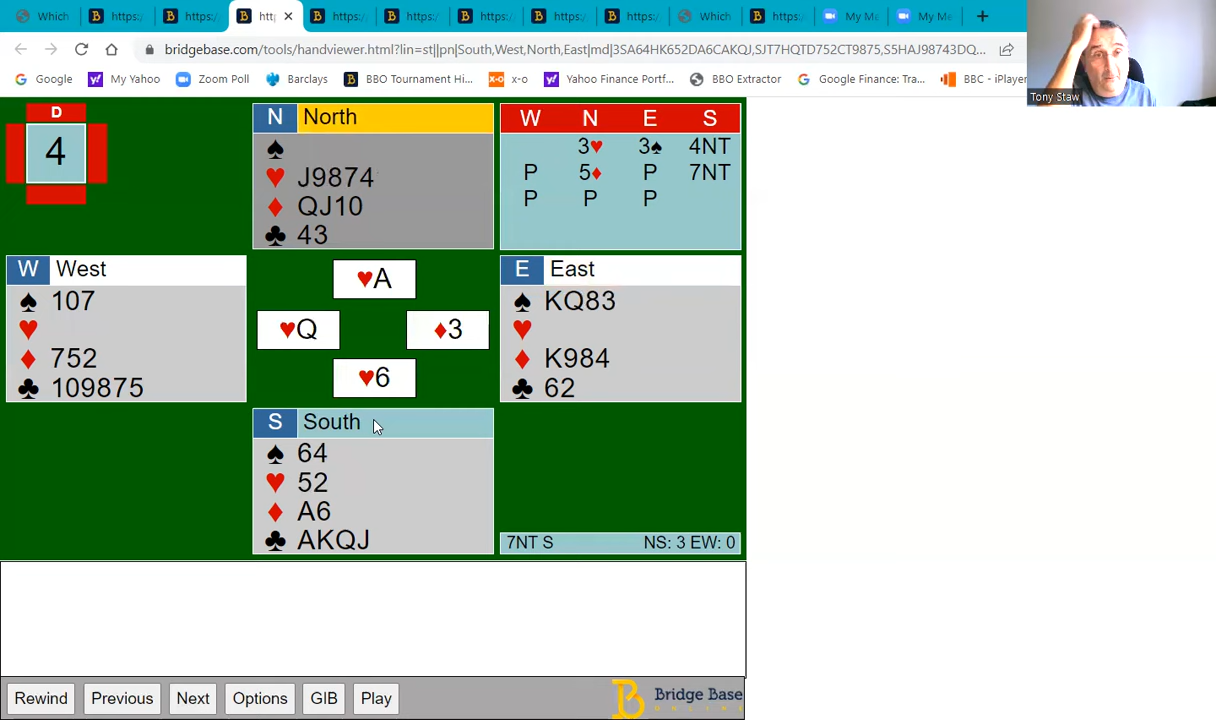 Which
https:/
https:/
http
https:/
https:/
https:/
https:/
https:/
Which
https:/
My Me
My Me
bridgebase.com/tools/handviewer.html?lin=st||pn|South,West,North,East|md|3SA64HK652DA6CAKQJ,SJT7HQTD752CT9875,S5HAJ98743DQ...
Google
My Yahoo
Zoom Poll
Barclays
BBO Tournament Hi...
x-o x-o
Yahoo Finance Portf...
BBO Extractor
Google Finance: Tra...
BBC - iPlayer
Tony Staw
D
4
N North
♠
♥ J9874
♦ QJ10
♣ 43
W N E S
3♥ 3♠ 4NT
P 5♦ P 7NT
P P P
W West
♠ 107
♥
♦ 752
♣ 109875
♥A
♥Q
♦3
♥6
E East
♠ KQ83
♥
♦ K984
♣ 62
S South
♠ 64
♥ 52
♦ A6
♣ AKQJ
7NT S NS: 3 EW: 0
Rewind
Previous
Next
Options
GIB
Play
Bridge Base
ONLINE